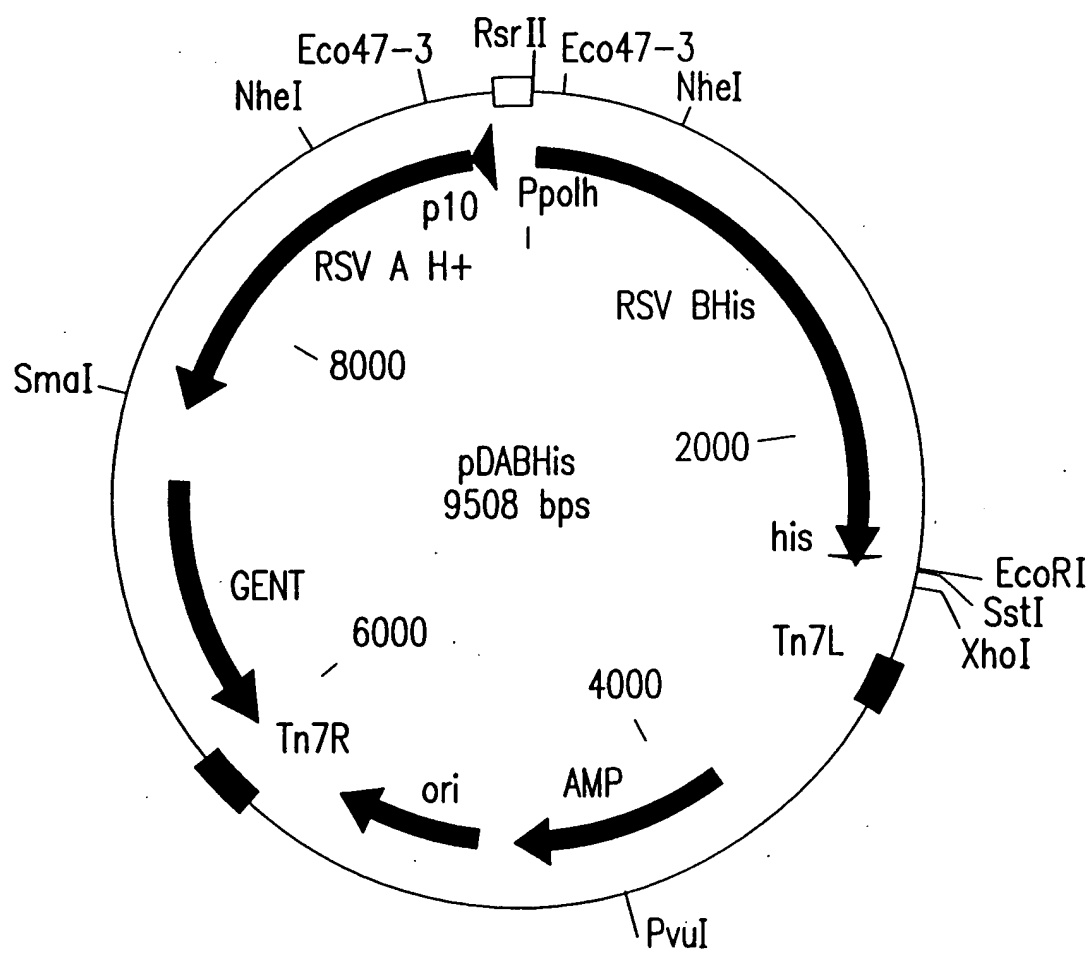 RsrII
Eco47-3
Eco47-3
NheI
NheI
p10
Ppolh
RSV A H+
RSV BHis
8000
SmaI
2000
pDABHis
9508 bps
his
EcoRI
SstI
XhoI
GENT
6000
Tn7L
4000
Tn7R
ori
AMP
PvuI